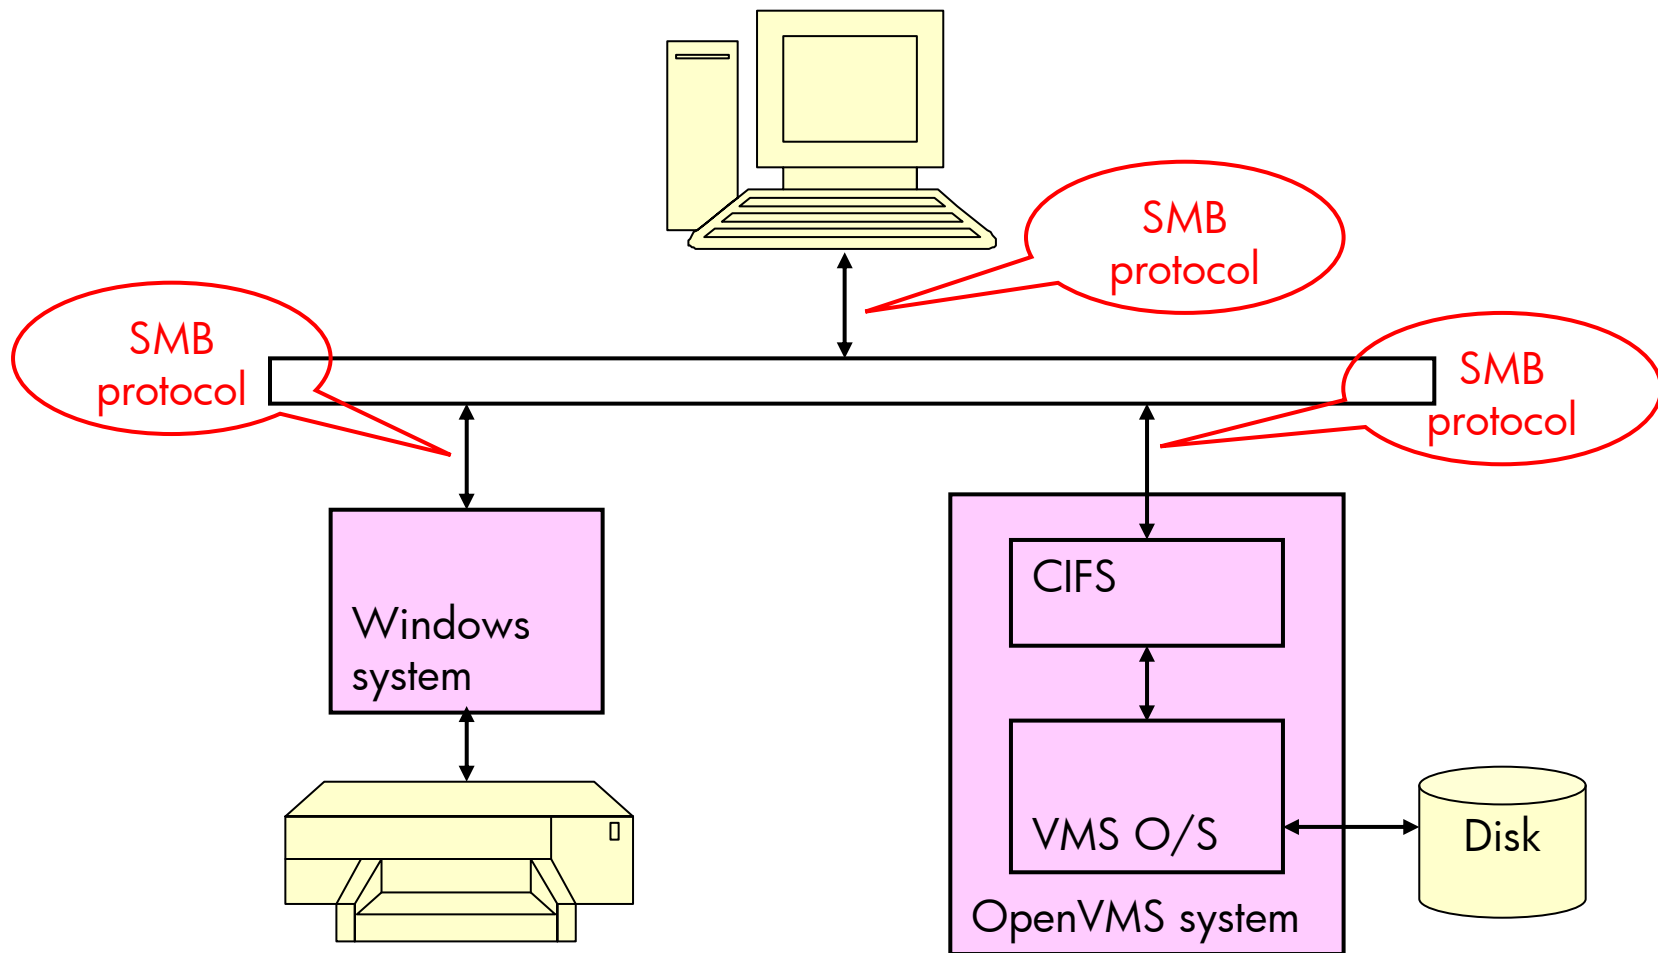 SMB
protocol
SMB
protocol
SMB
protocol
CIFS
Windows
system
VMS O/S
Disk
OpenVMS system